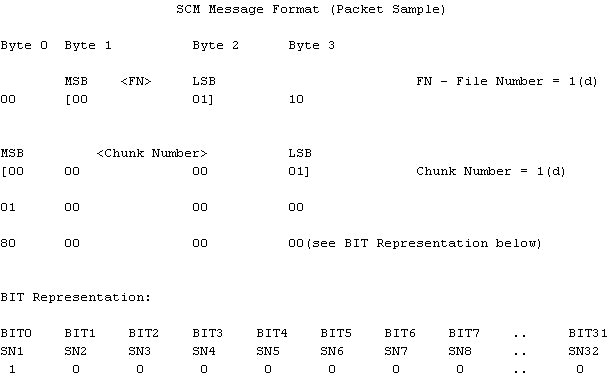 SCM Message Format (Packet Sample)
Byte 0 Byte 1 Byte 2 Byte 3
MSB <FN> LSB FN - File Number = 1(d)
00 [00 01] 10
MSB <Chunk Number> LSB
[00 00 00 01] Chunk Number = 1(d)
01 00 00 00
80 00 00 00(see BIT Representation below)
BIT Representation:
BIT0 BIT1 BIT2 BIT3 BIT4 BIT5 BIT6 BIT7 .. BIT31
SN1 SN2 SN3 SN4 SN5 SN6 SN7 SN8 .. SN32
1 0 0 0 0 0 0 0 .. 0